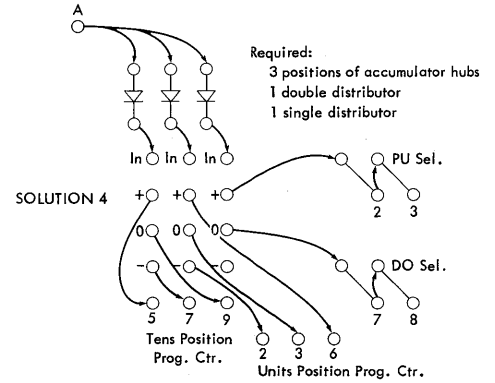 A
Required:
3 positions of accumulator hubs
1 double distributor
1 single distributor
In In In
PU Sel.
SOLUTION 4
+ + +
2 3
0 0 0
DO Sel.
- - -
5 7 9
7 8
Tens Position
Prog. Ctr.
2 3 6
Units Position Prog. Ctr.